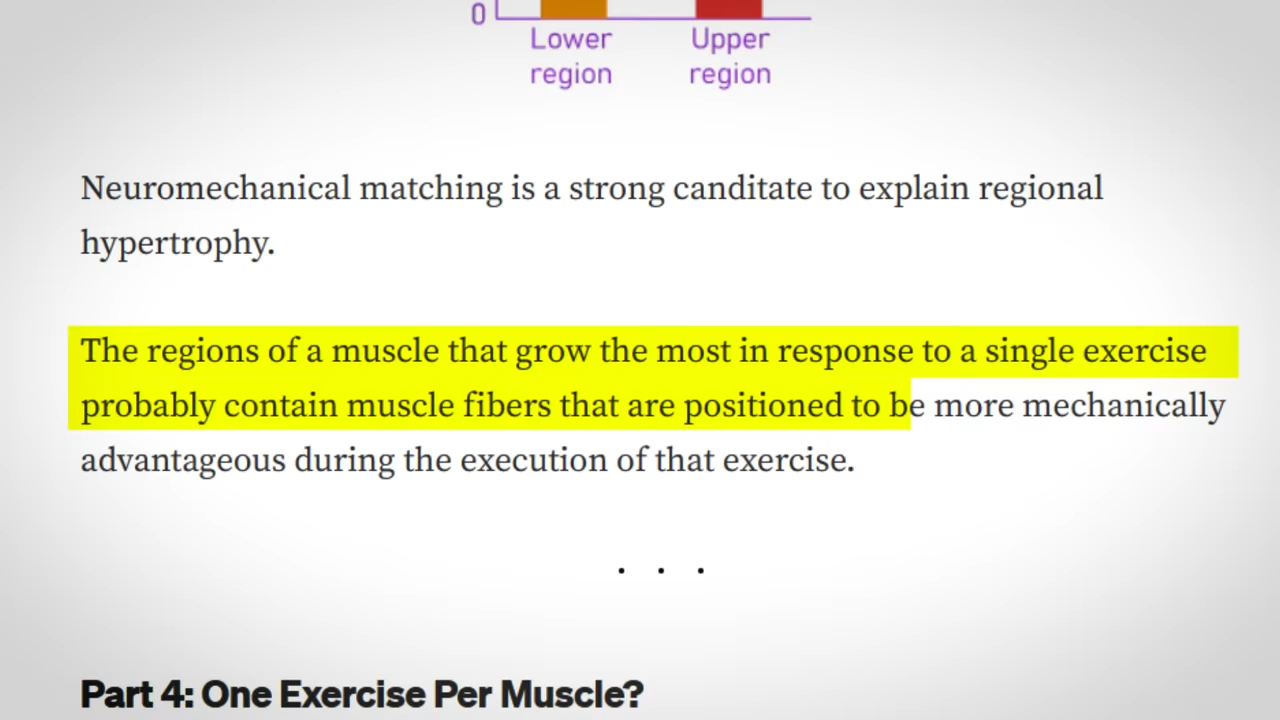 0
Lower Upper
region region
Neuromechanical matching is a strong canditate to explain regional
hypertrophy.
The regions of a muscle that grow the most in response to a single exercise
probably contain muscle fibers that are positioned to be more mechanically
advantageous during the execution of that exercise.
. . .
Part 4: One Exercise Per Muscle?